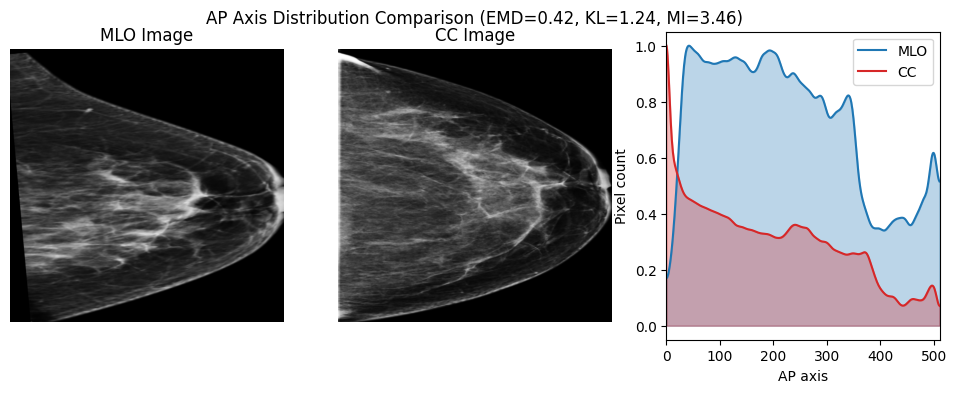 AP Axis Distribution Comparison (EMD=0.42, KL=1.24, MI=3.46)
MLO Image
CC Image
MLO
CC
Pixel count
1.0
0.8
0.6
0.4
0.2
0.0
0 100 200 300 400 500
AP axis